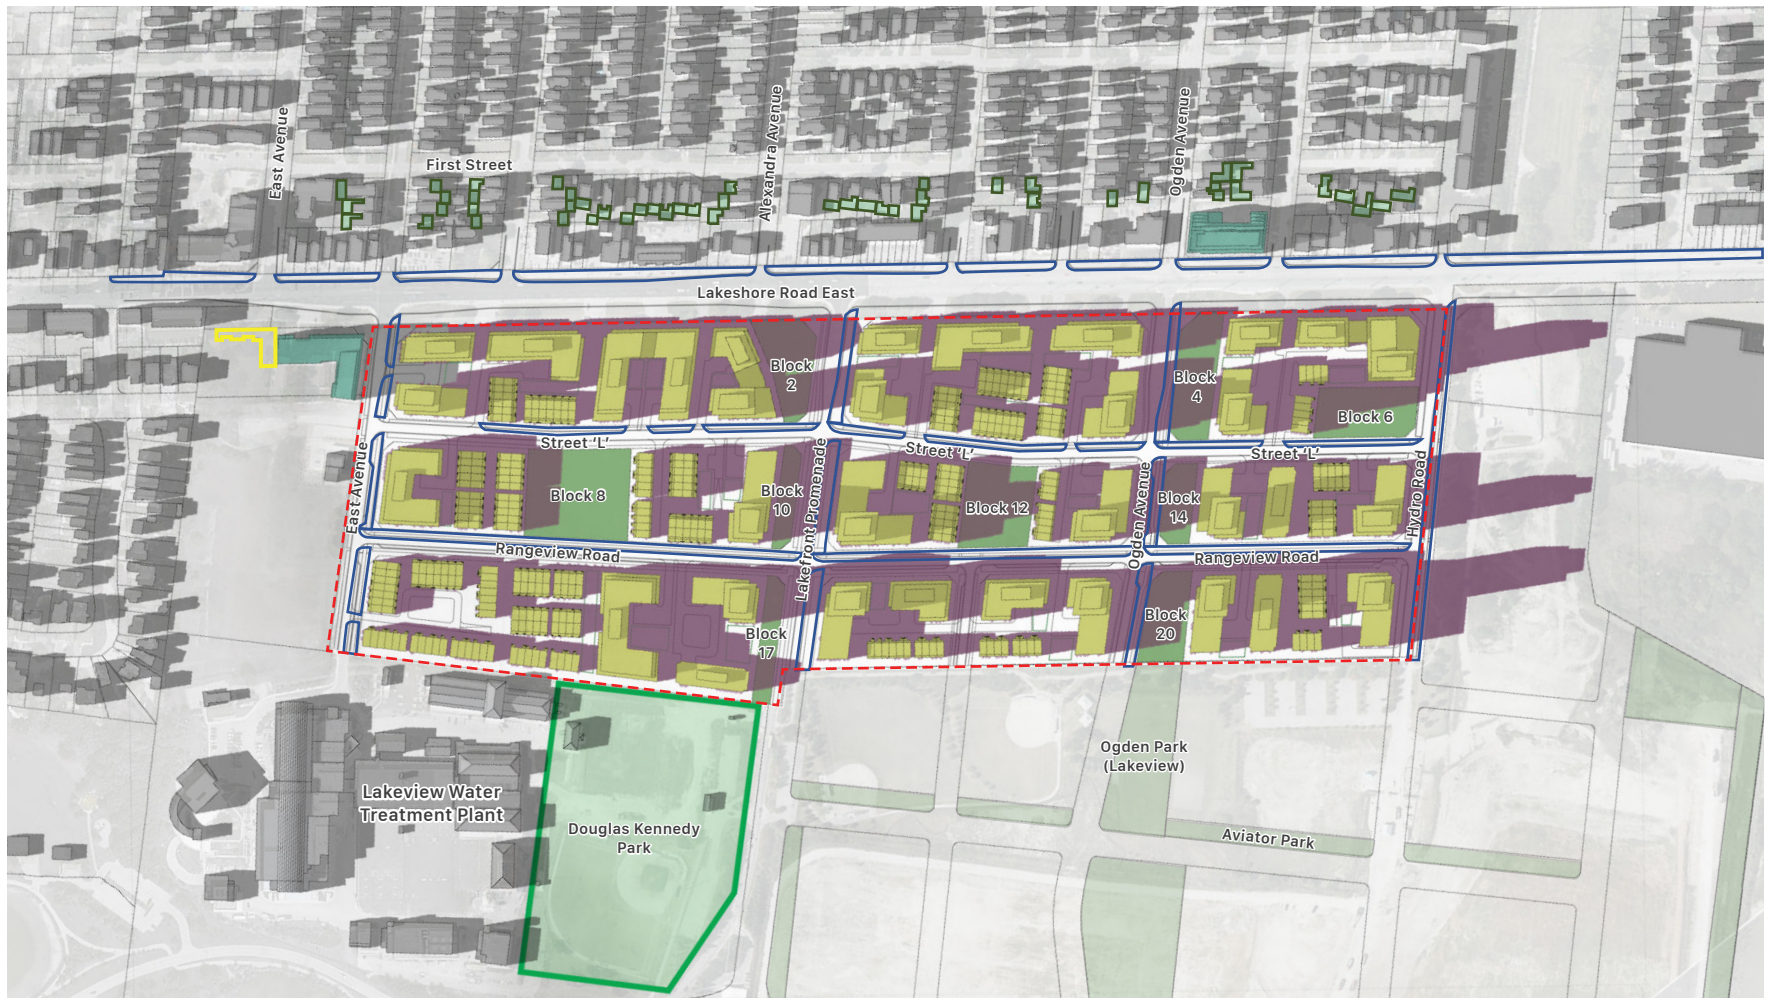 East Avenue
First Street
Alexandra Avenue
Ogden Avenue
Lakeshore Road East
Block
2
Block
4
Block 6
Street ‘L’
Street ‘L’
Street ‘L’
East Avenue
Block 8
Block
10
Lakefront Promenade
Block 12
Ogden Avenue
Block
14
Hydro Road
Rangeview Road
Rangeview Road
Block
17
Block
20
Ogden Park
(Lakeview)
Lakeview Water
Treatment Plant
Douglas Kennedy
Park
Aviator Park